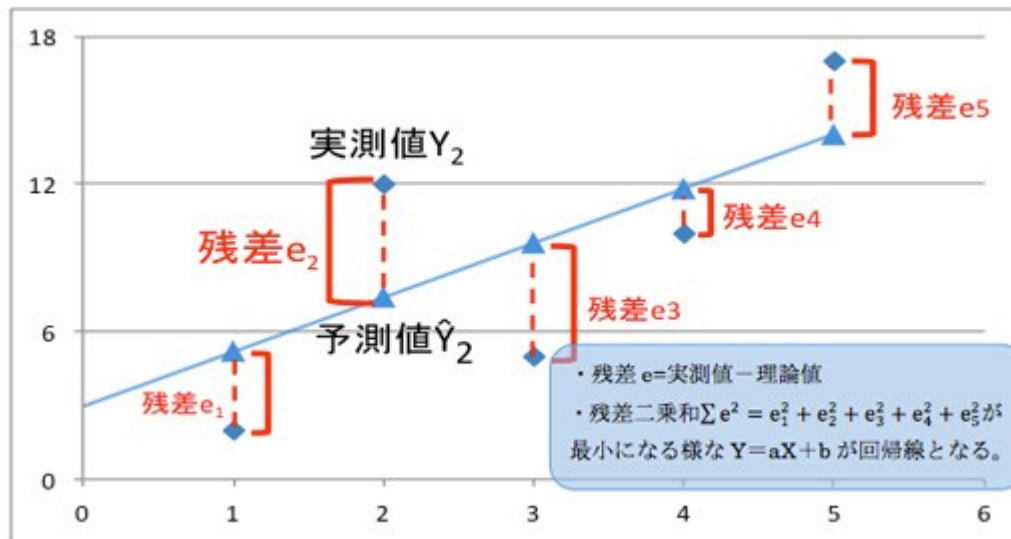 18
残差e5
実測値Y₂
12
残差e₂
残差e4
残差e3
予測値Ŷ₂
6
残差e₁
・残差 e=実測値－理論値
・残差二乗和∑ e² = e₁² + e₂² + e₃² + e₄² + e₅²が
最小になる様な Y=aX+b が回帰線となる。
0
0 1 2 3 4 5 6